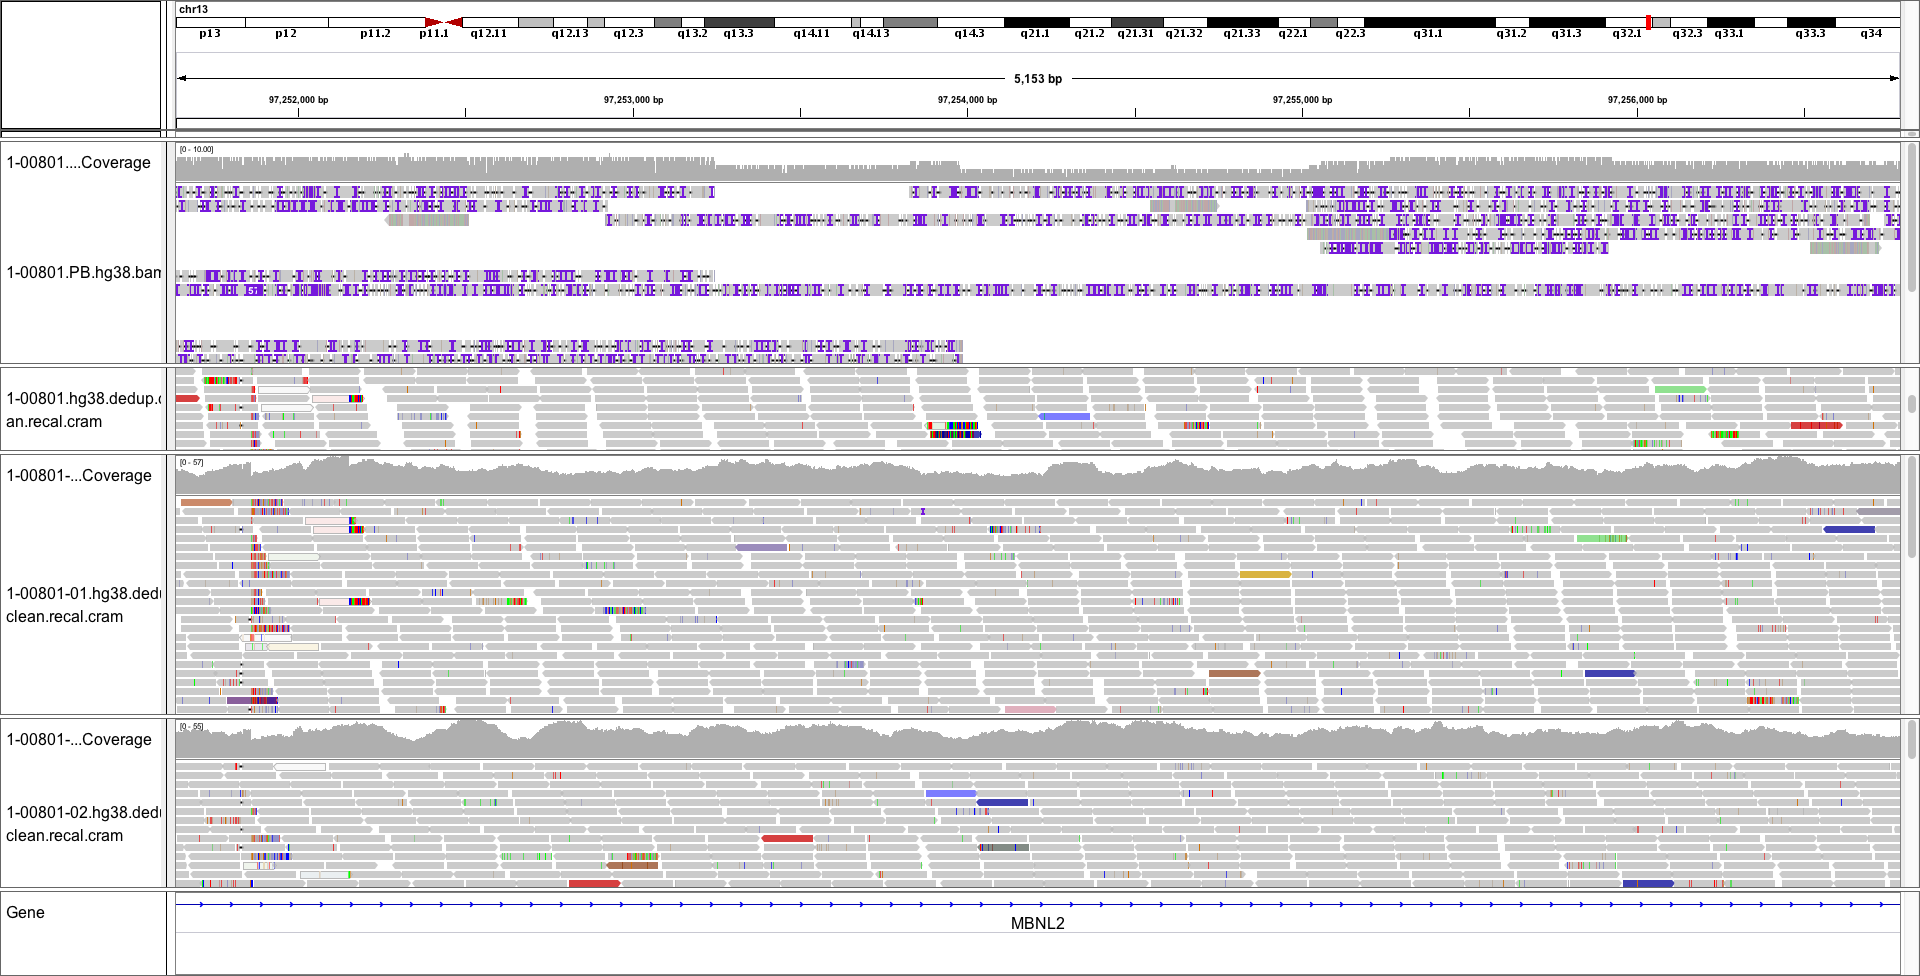 chr13
p13 p12 p11.2 p11.1 q12.11 q12.13 q12.3 q13.2 q13.3 q14.11 q14.13 q14.3 q21.1 q21.2 q21.31 q21.32 q21.33 q22.1 q22.3 q31.1 q31.2 q31.3 q32.1 q32.3 q33.1 q33.3 q34
5,153 bp
97,252,000 bp 97,253,000 bp 97,254,000 bp 97,255,000 bp 97,256,000 bp
1-00801....Coverage
[0 - 10.00]
1-00801.PB.hg38.bam
1-00801.hg38.dedup.c
an.recal.cram
1-00801-...Coverage
[0 - 57]
1-00801-01.hg38.dedu
clean.recal.cram
1-00801-...Coverage
[0 - 55]
1-00801-02.hg38.dedu
clean.recal.cram
Gene
MBNL2